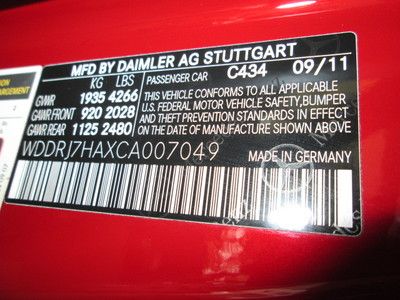 MFD BY DAIMLER AG STUTTGART
KG LBS PASSENGER CAR C434 09/11
GVWR 1935 4266
GAWR FRONT 920 2028
GAWR REAR 1125 2480
THIS VEHICLE CONFORMS TO ALL APPLICABLE
U.S. FEDERAL MOTOR VEHICLE SAFETY, BUMPER
AND THEFT PREVENTION STANDARDS IN EFFECT
ON THE DATE OF MANUFACTURE SHOWN ABOVE.
WDDRJ7HAXCA007049 MADE IN GERMANY